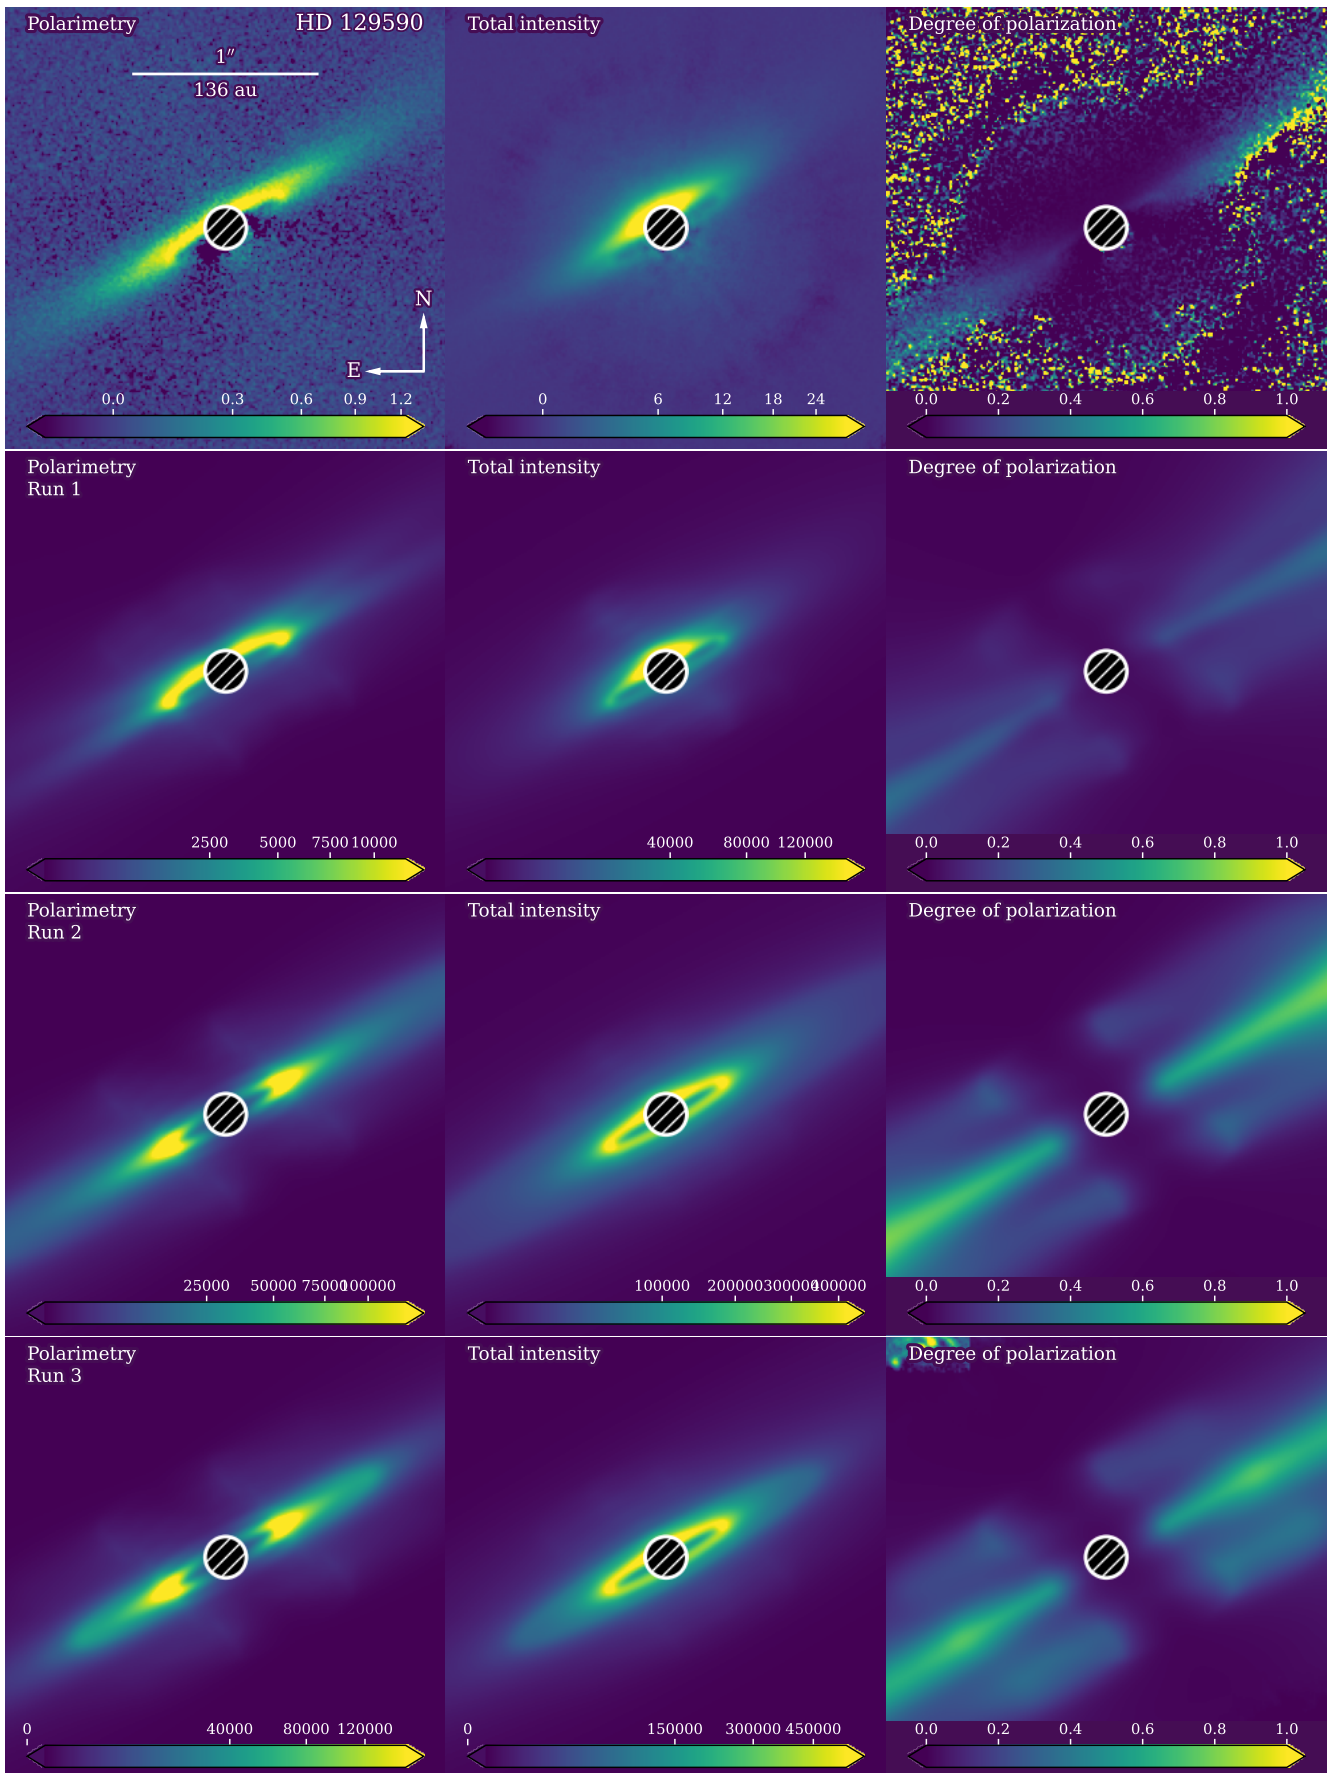 Polarimetry HD 129590 Total intensity Degree of polarization
1″
136 au
N
E
0.0 0.3 0.6 0.9 1.2 0 6 12 18 24 0.0 0.2 0.4 0.6 0.8 1.0
Polarimetry Total intensity Degree of polarization
Run 1
2500 5000 7500 10000 40000 80000 120000 0.0 0.2 0.4 0.6 0.8 1.0
Polarimetry Total intensity Degree of polarization
Run 2
25000 50000 75000 100000 100000 200000 300000 400000 0.0 0.2 0.4 0.6 0.8 1.0
Polarimetry Total intensity Degree of polarization
Run 3
0 40000 80000 120000 0 150000 300000 450000 0.0 0.2 0.4 0.6 0.8 1.0